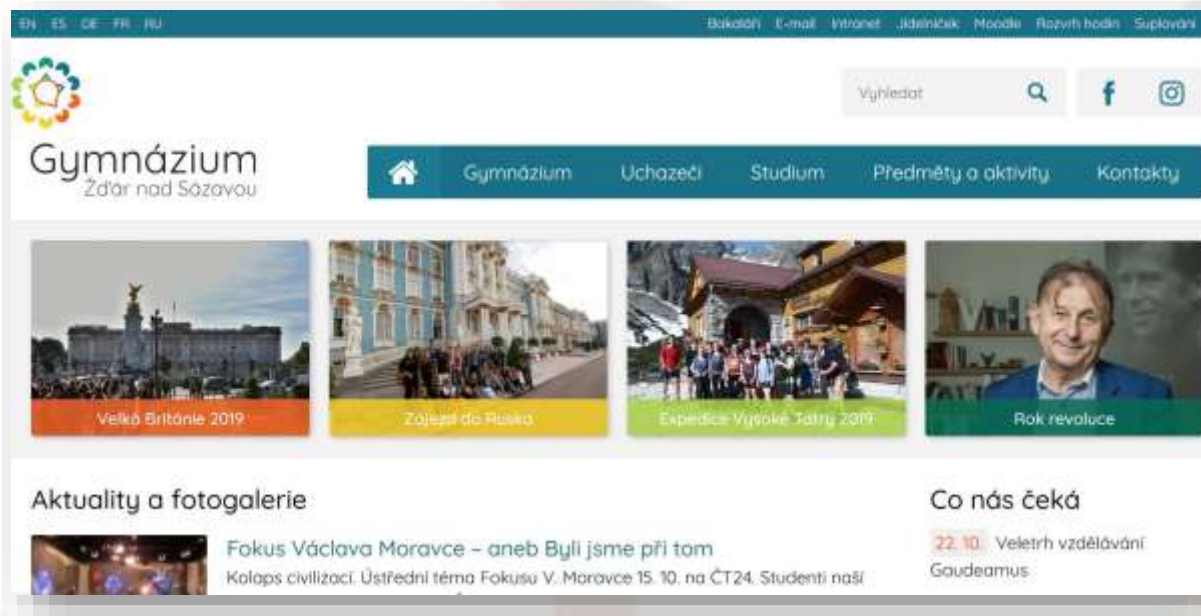 EN ES DE FR RU
Bakaláři E-mail Intranet Jídelníček Moodle Rozvrh hodin Suplování
Vyhledat
Gymnázium
Žďár nad Sázavou
Gymnázium Uchazeči Studium Předměty a aktivity Kontakty
Velká Británie 2019
Zájezd do Ruska
Expedice Vysoké Tatry 2019
Rok revoluce
Aktuality a fotogalerie
Fokus Václava Moravce – aneb Byli jsme při tom
Kolaps civilizací. Ústřední téma Fokusu V. Moravce 15. 10. na ČT24. Studenti naší
Co nás čeká
22. 10. Veletrh vzdělávání
Gaudeamus